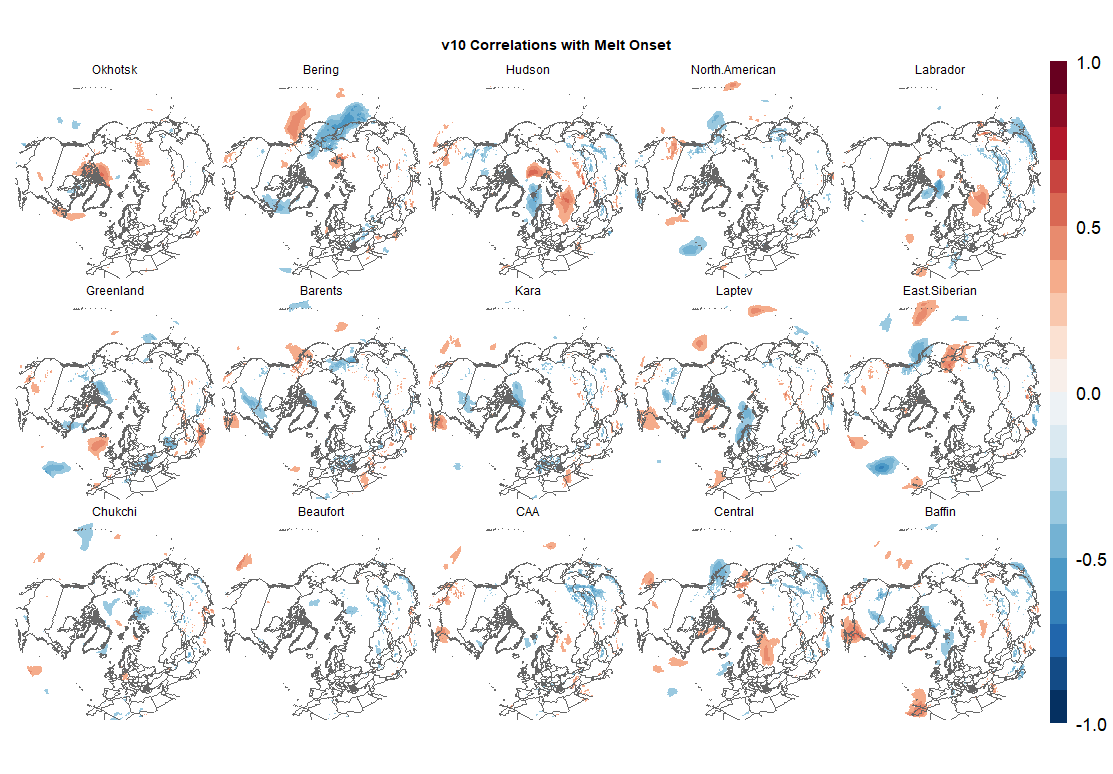 v10 Correlations with Melt Onset
Okhotsk
Bering
Hudson
North.American
Labrador
Greenland
Barents
Kara
Laptev
East.Siberian
Chukchi
Beaufort
CAA
Central
Baffin
1.0
0.5
0.0
-0.5
-1.0